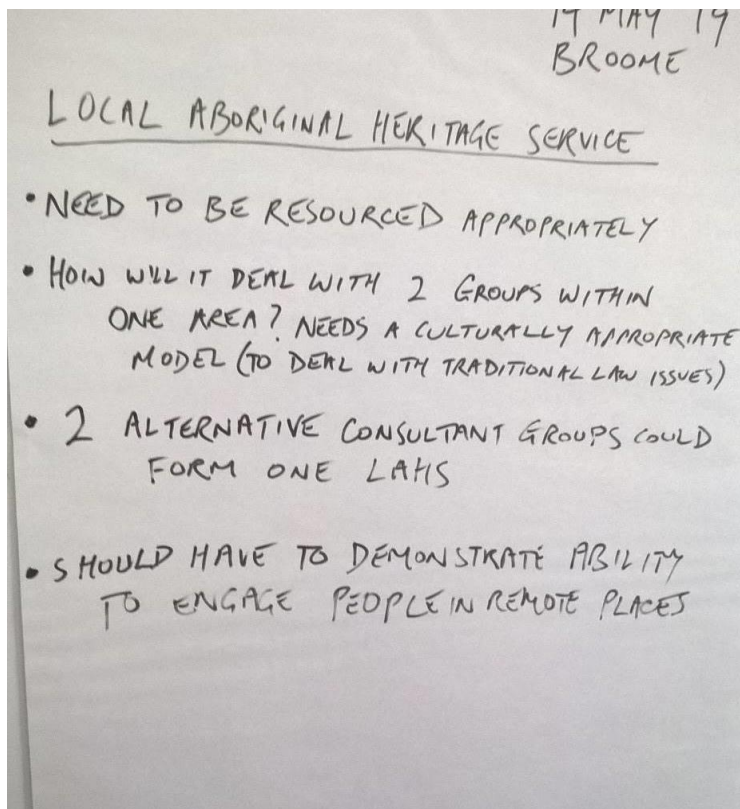 14 MAY 19
BROOME
LOCAL ABORIGINAL HERITAGE SERVICE
• NEED TO BE RESOURCED APPROPRIATELY
• HOW WILL IT DEAL WITH 2 GROUPS WITHIN
ONE AREA? NEEDS A CULTURALLY APPROPRIATE
MODEL (TO DEAL WITH TRADITIONAL LAW ISSUES)
• 2 ALTERNATIVE CONSULTANT GROUPS COULD
FORM ONE LAHS
• SHOULD HAVE TO DEMONSTRATE ABILITY
TO ENGAGE PEOPLE IN REMOTE PLACES